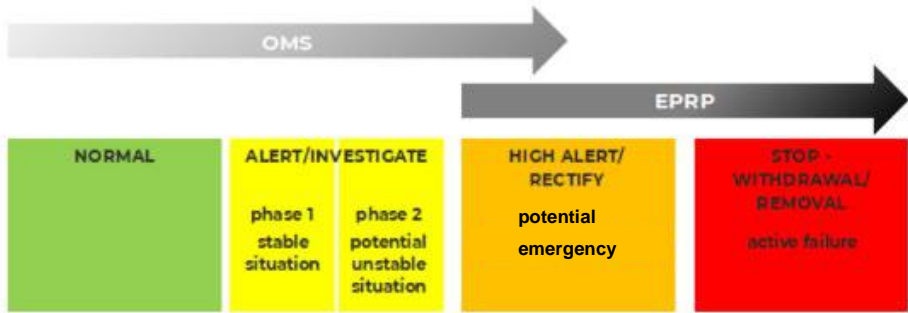 OMS
EPRP
NORMAL
ALERT/INVESTIGATE
phase 1
stable
situation
phase 2
potential
unstable
situation
HIGH ALERT/
RECTIFY
potential
emergency
STOP -
WITHDRAWAL/
REMOVAL
active failure